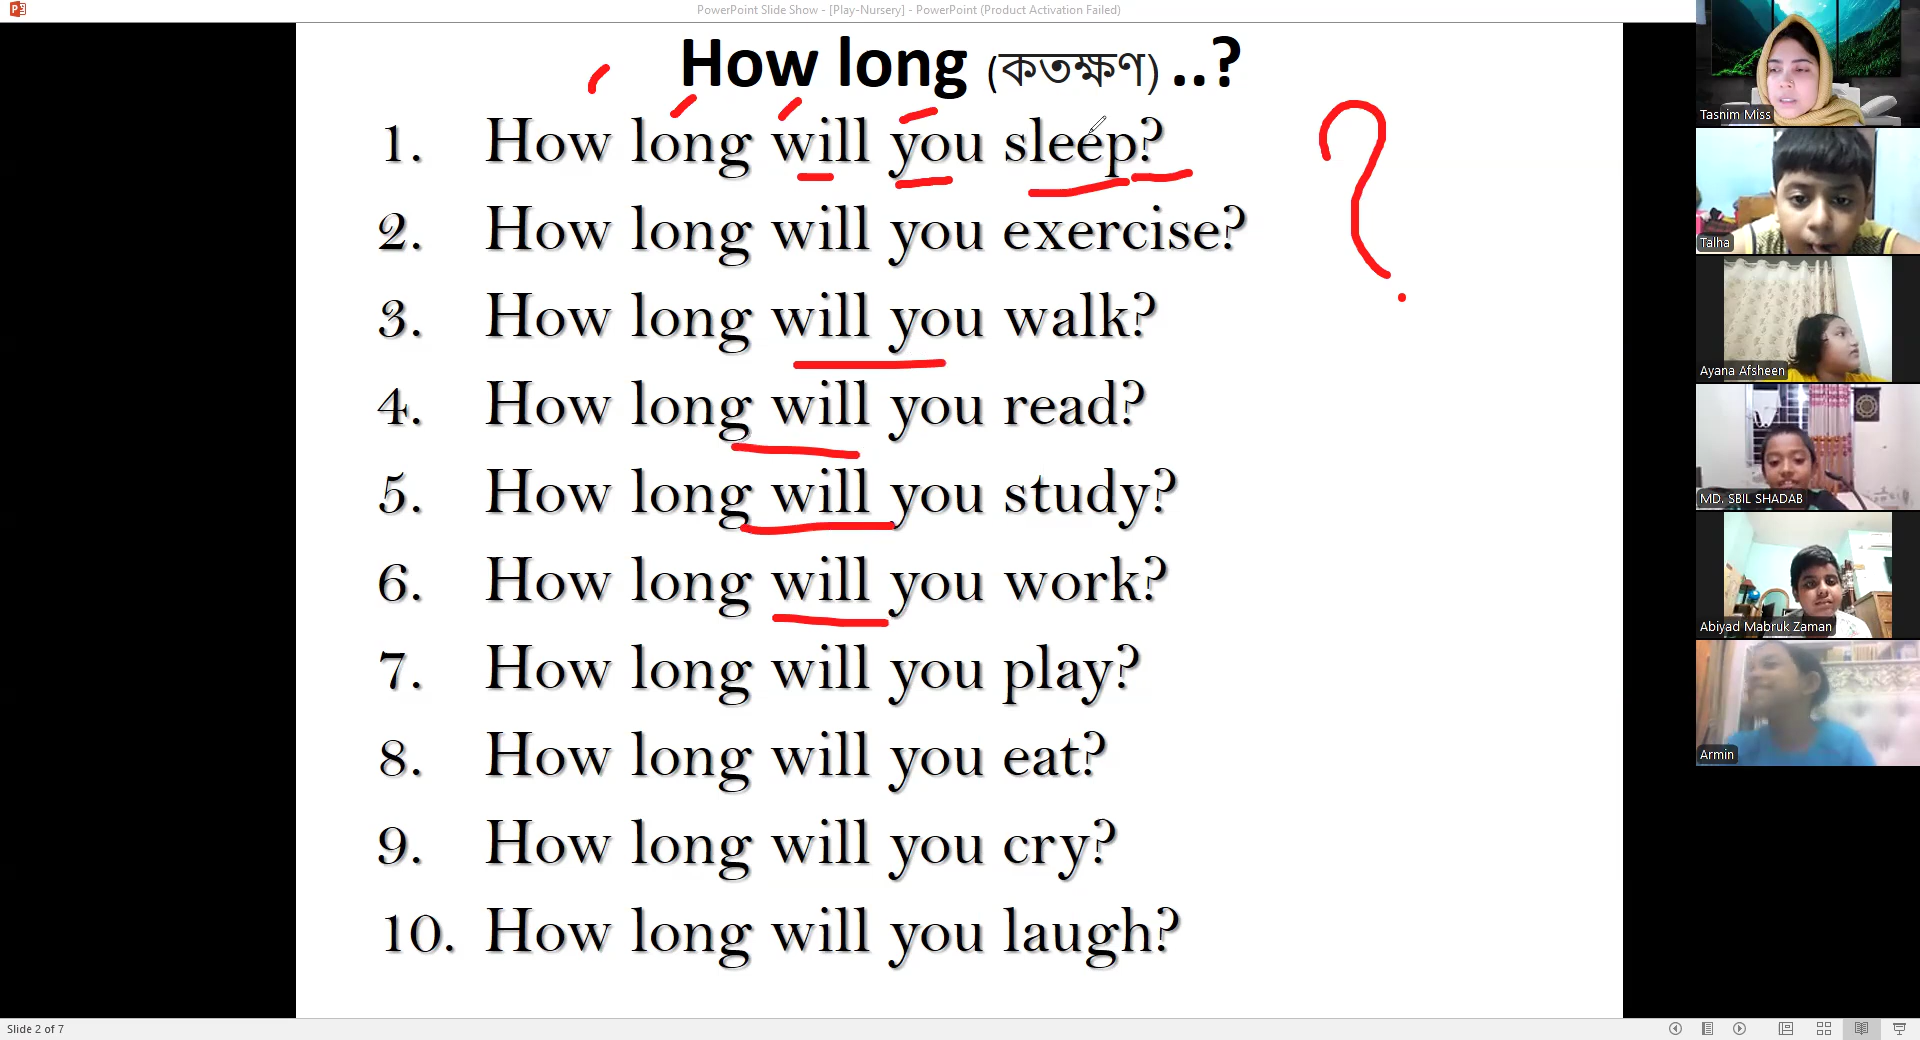 PowerPoint Slide Show - [Play-Nursery] - PowerPoint (Product Activation Failed)
How long (কতক্ষণ) ..?
1. How long will you sleep?
2. How long will you exercise?
3. How long will you walk?
4. How long will you read?
5. How long will you study?
6. How long will you work?
7. How long will you play?
8. How long will you eat?
9. How long will you cry?
10. How long will you laugh?
?
Tashim Miss
Talha
Ayana Afsheen
MD. SBIL SHADAB
Abiyad Mabruk Zaman
Armin
Slide 2 of 7